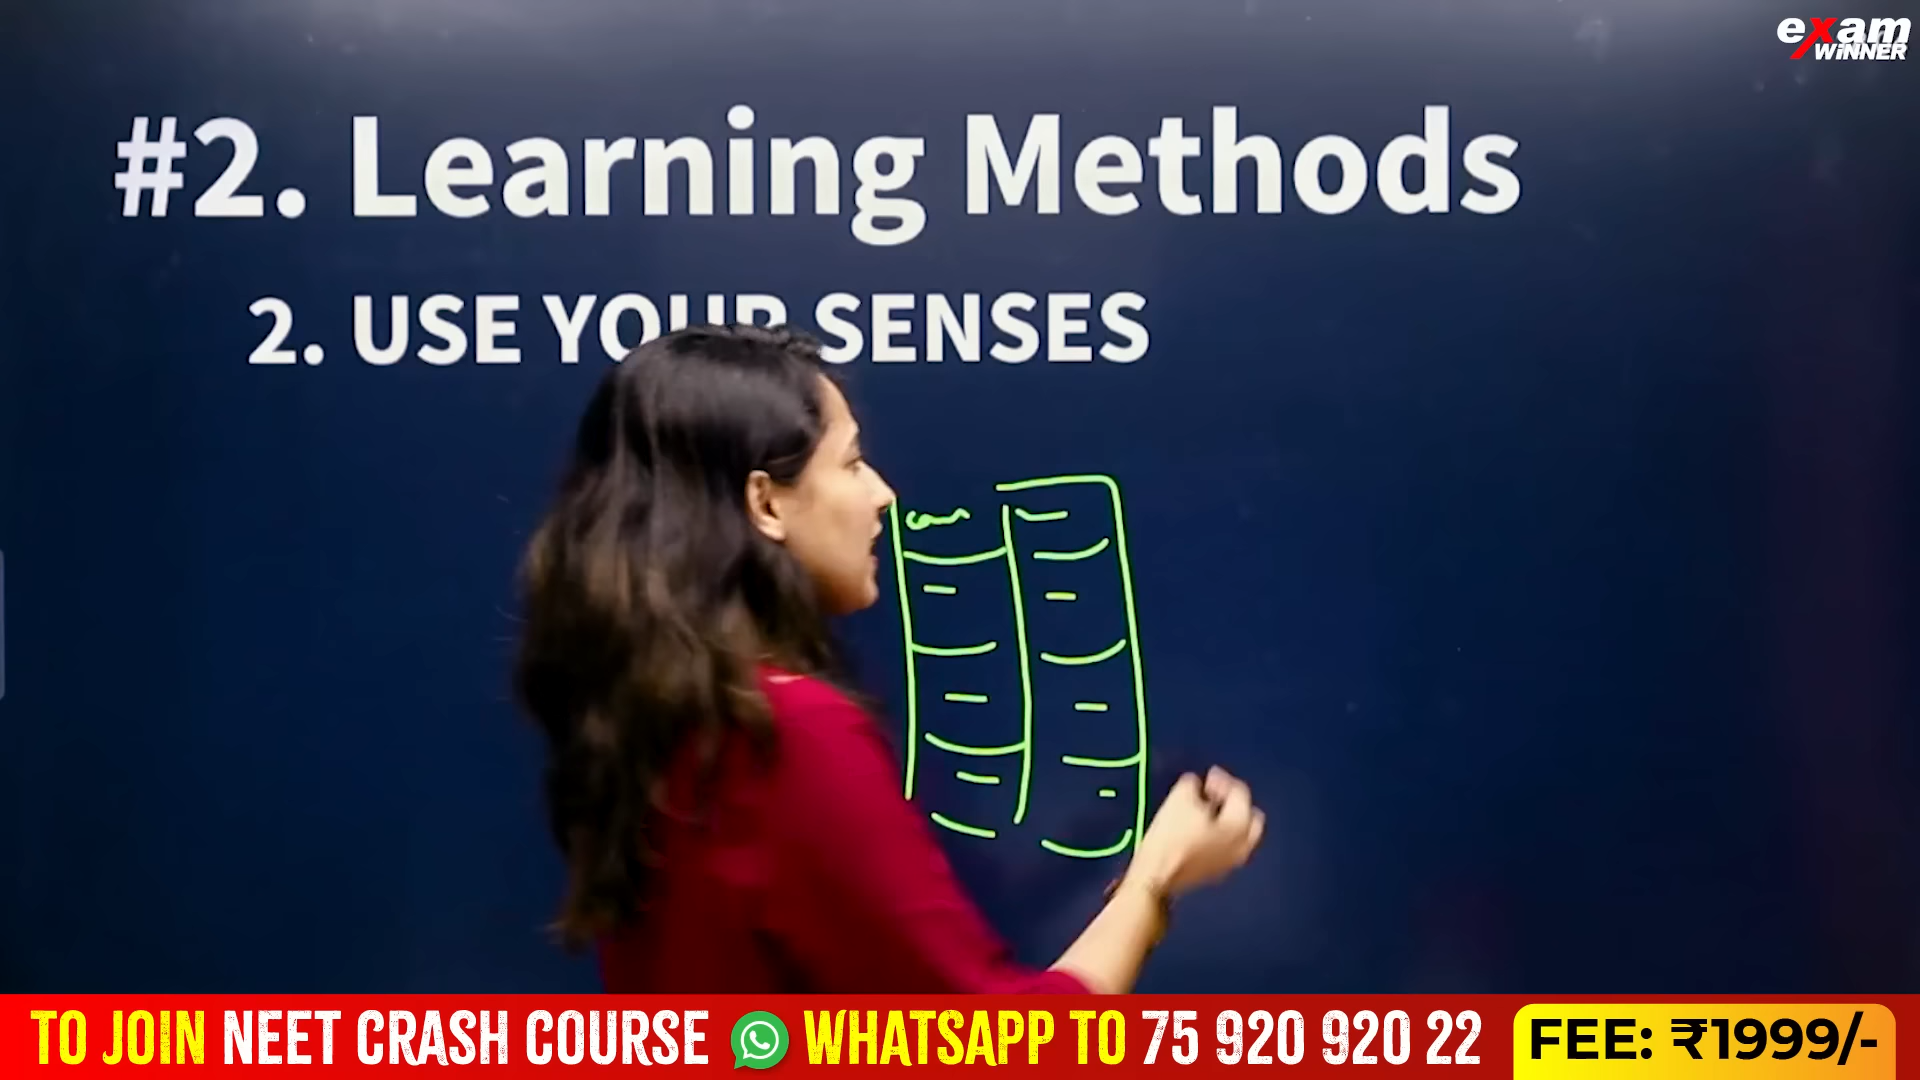 exam
WINNER
#2. Learning Methods
2. USE YOUR SENSES
TO JOIN NEET CRASH COURSE WHATSAPP TO 75 920 920 22
FEE: ₹1999/-